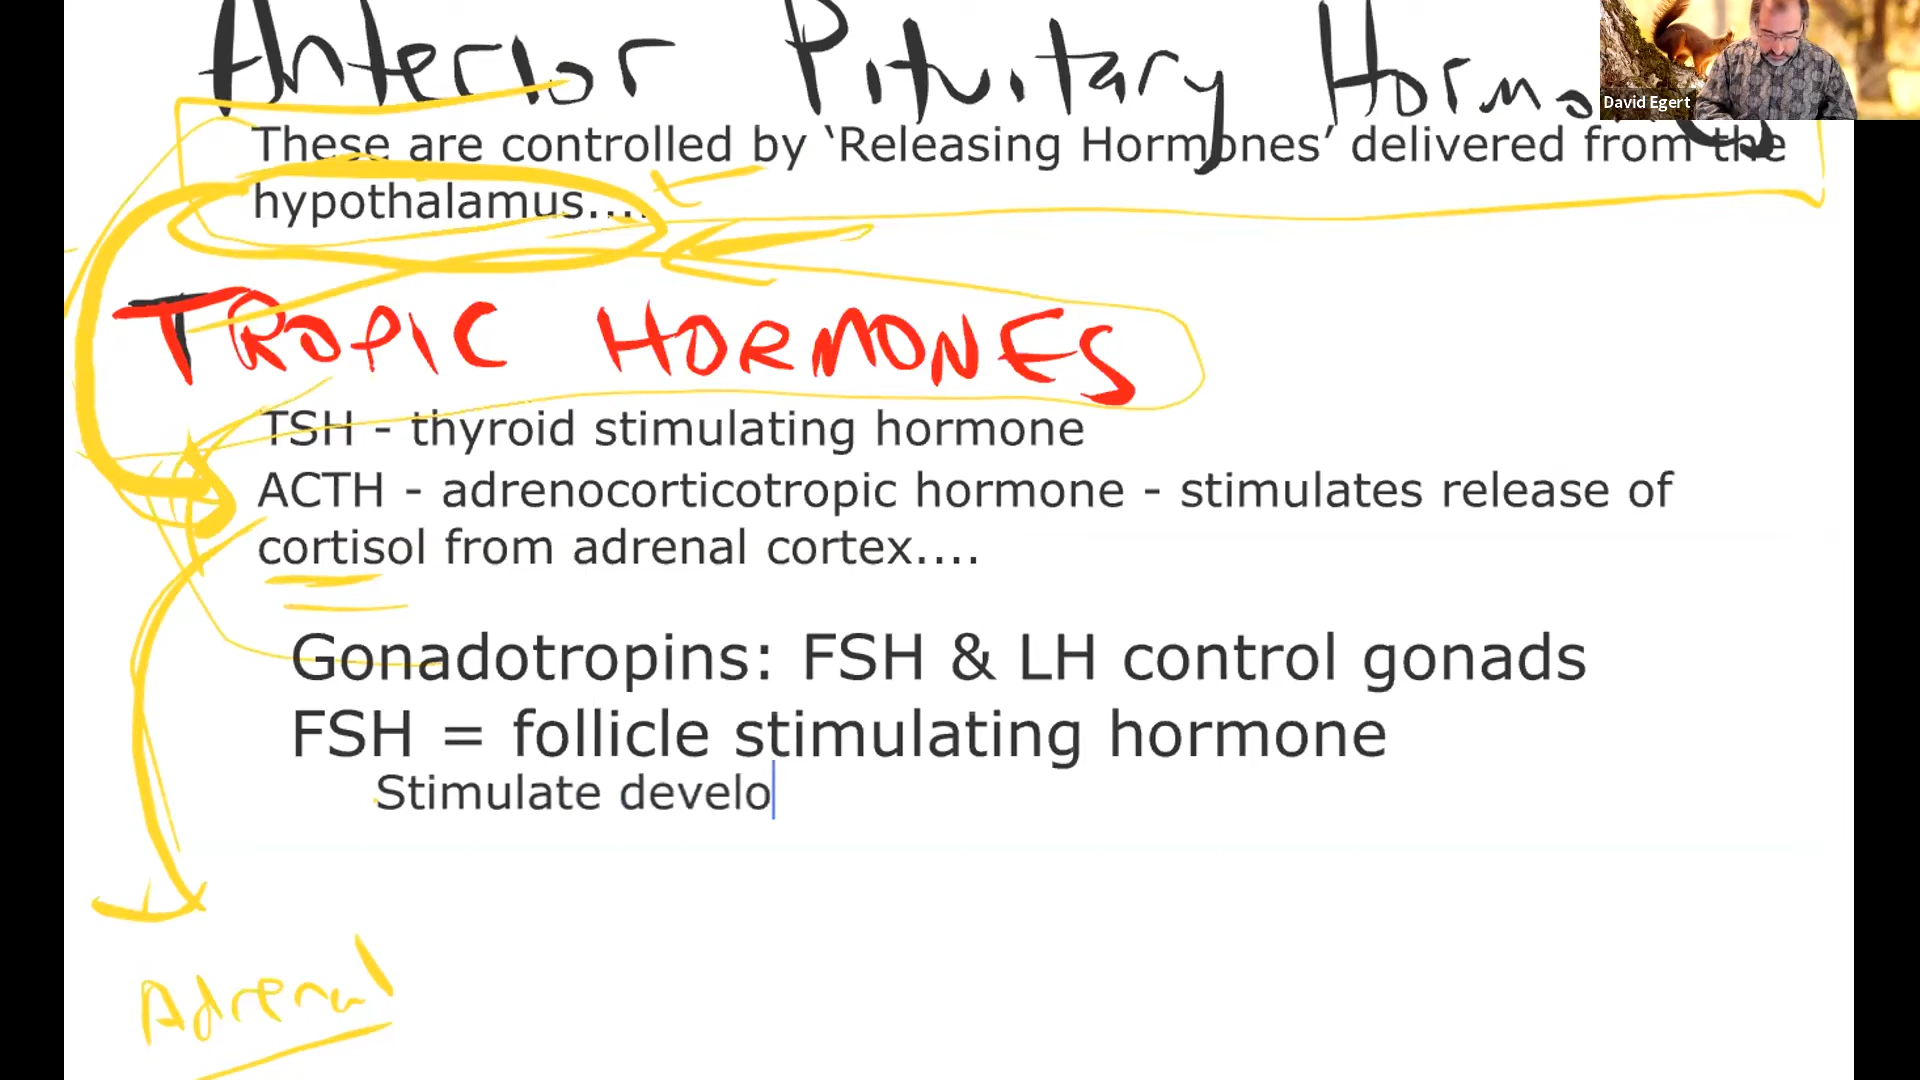 Anterior Pituitary Hormones
David Egert
These are controlled by ‘Releasing Hormones’ delivered from the
hypothalamus....
TROPIC HORMONES
TSH - thyroid stimulating hormone
ACTH - adrenocorticotropic hormone - stimulates release of
cortisol from adrenal cortex....
Gonadotropins: FSH & LH control gonads
FSH = follicle stimulating hormone
Stimulate develo
Adrenal